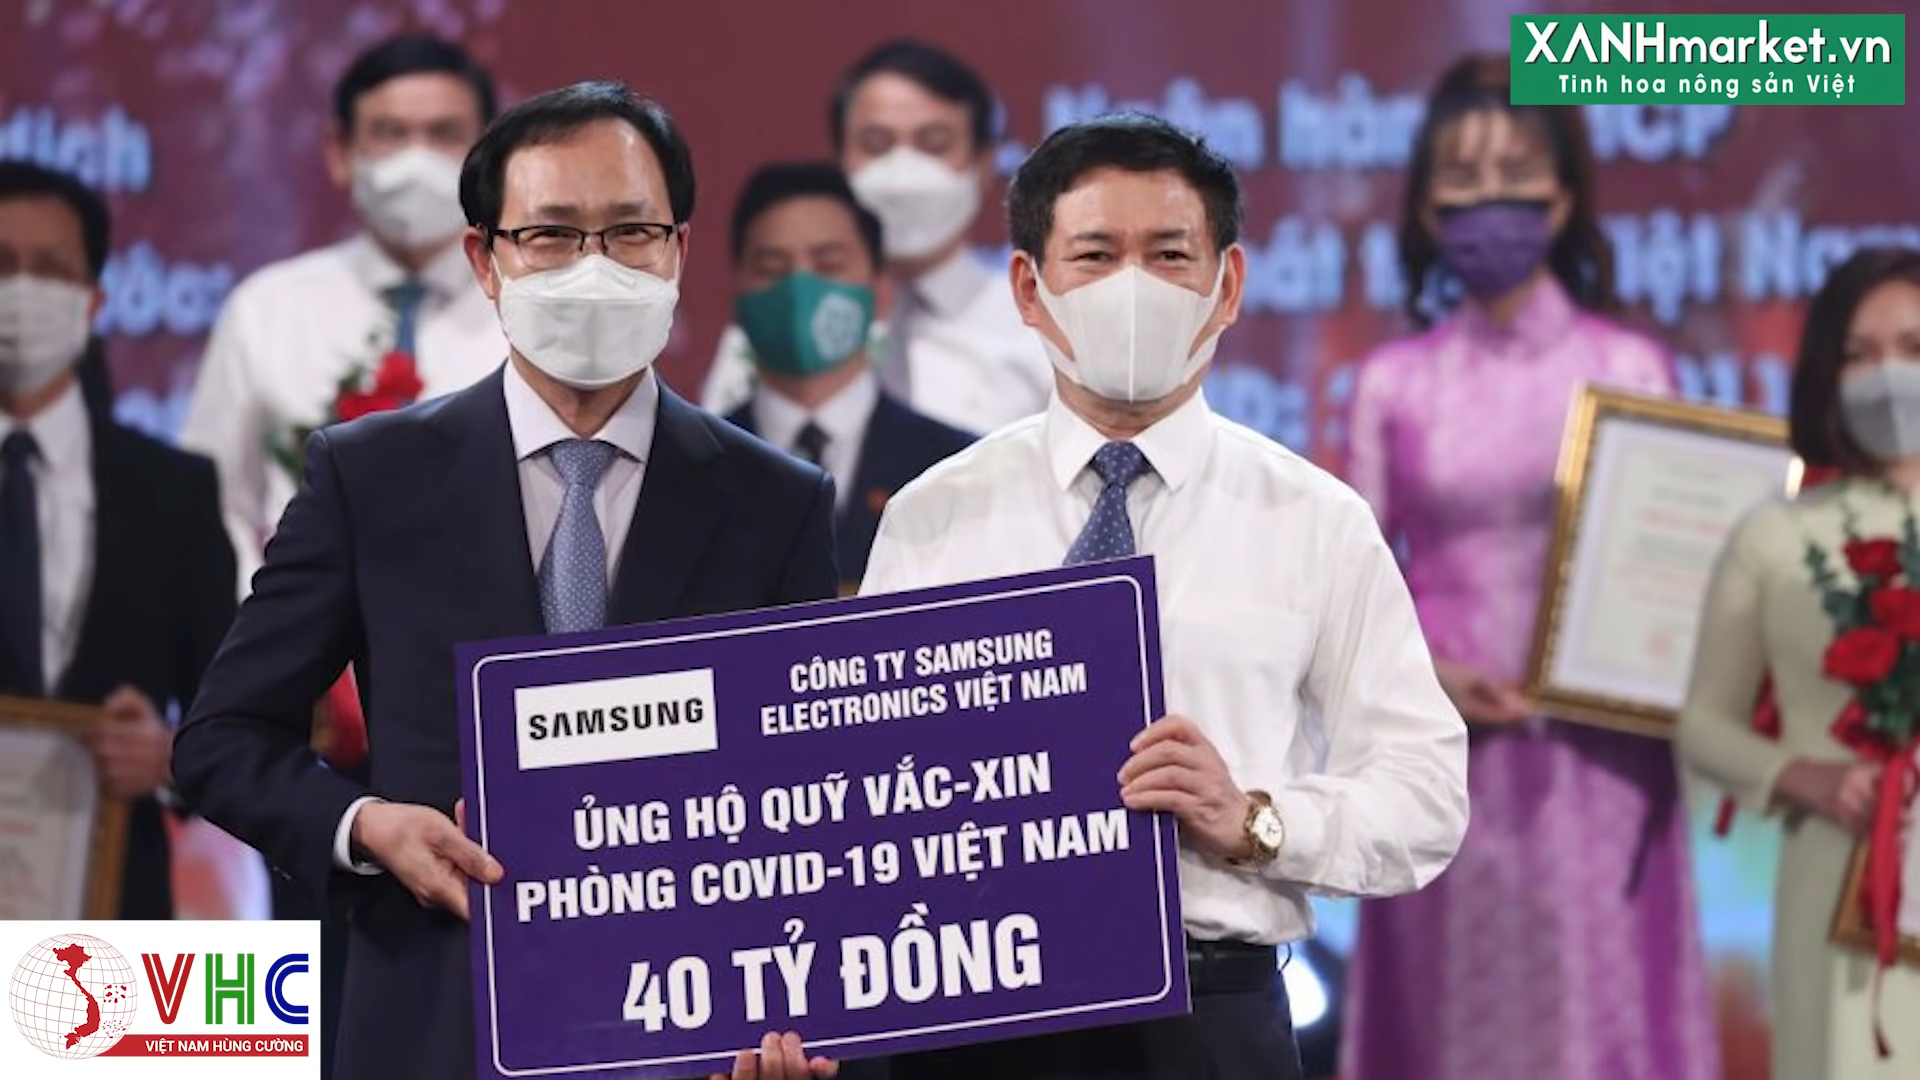 XANHmarket.vn
Tinh hoa nông sản Việt
SAMSUNG
CÔNG TY SAMSUNG
ELECTRONICS VIỆT NAM
ỦNG HỘ QUỸ VẮC-XIN
PHÒNG COVID-19 VIỆT NAM
40 TỶ ĐỒNG
VHC
VIỆT NAM HÙNG CƯỜNG